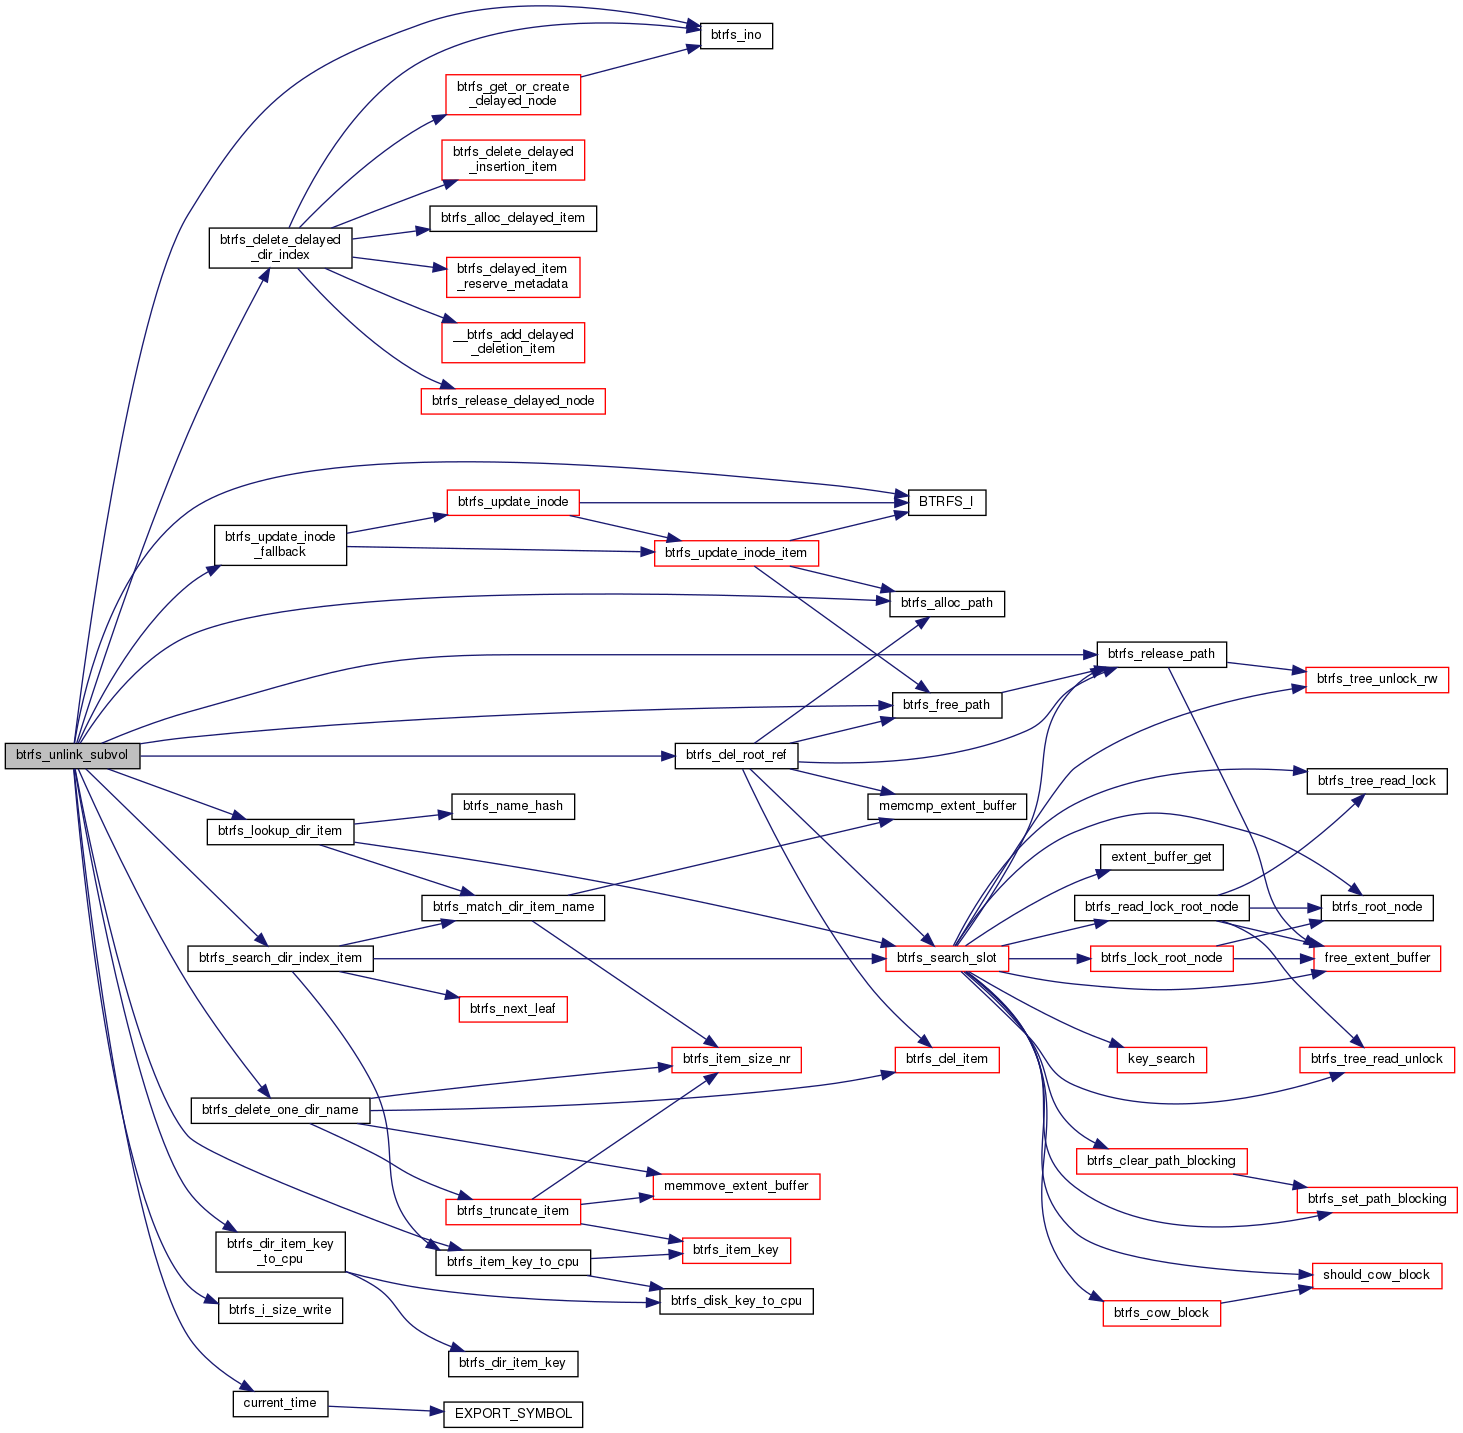 btrfs_ino
btrfs_get_or_create
_delayed_node
btrfs_delete_delayed
_insertion_item
btrfs_alloc_delayed_item
btrfs_delete_delayed
_dir_index
btrfs_delayed_item
_reserve_metadata
__btrfs_add_delayed
_deletion_item
btrfs_release_delayed_node
btrfs_update_inode
BTRFS_I
btrfs_update_inode
_fallback
btrfs_update_inode_item
btrfs_alloc_path
btrfs_release_path
btrfs_tree_unlock_rw
btrfs_free_path
btrfs_unlink_subvol
btrfs_del_root_ref
btrfs_tree_read_lock
btrfs_name_hash
memcmp_extent_buffer
btrfs_lookup_dir_item
extent_buffer_get
btrfs_match_dir_item_name
btrfs_read_lock_root_node
btrfs_root_node
btrfs_search_dir_index_item
btrfs_search_slot
btrfs_lock_root_node
free_extent_buffer
btrfs_next_leaf
btrfs_item_size_nr
btrfs_del_item
key_search
btrfs_tree_read_unlock
btrfs_delete_one_dir_name
btrfs_clear_path_blocking
memmove_extent_buffer
btrfs_set_path_blocking
btrfs_truncate_item
btrfs_dir_item_key
_to_cpu
btrfs_item_key_to_cpu
btrfs_item_key
should_cow_block
btrfs_disk_key_to_cpu
btrfs_i_size_write
btrfs_cow_block
btrfs_dir_item_key
current_time
EXPORT_SYMBOL